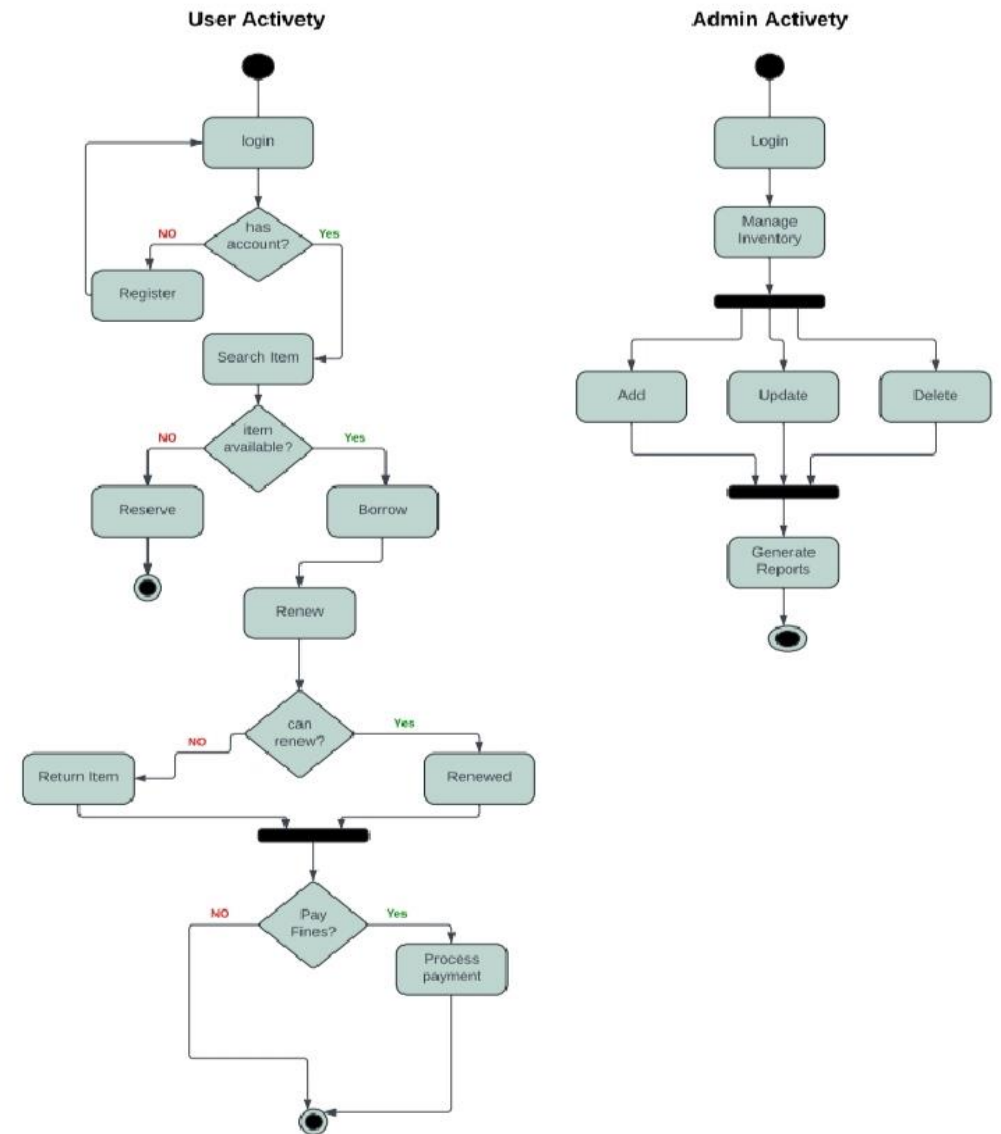 User Activety
login
has
account?
NO
Yes
Register
Search Item
item
available?
NO
Yes
Reserve
Borrow
Renew
can
renew?
NO
Yes
Return Item
Renewed
Pay
Fines?
NO
Yes
Process
payment
Admin Activety
Login
Manage
Inventory
Add
Update
Delete
Generate
Reports